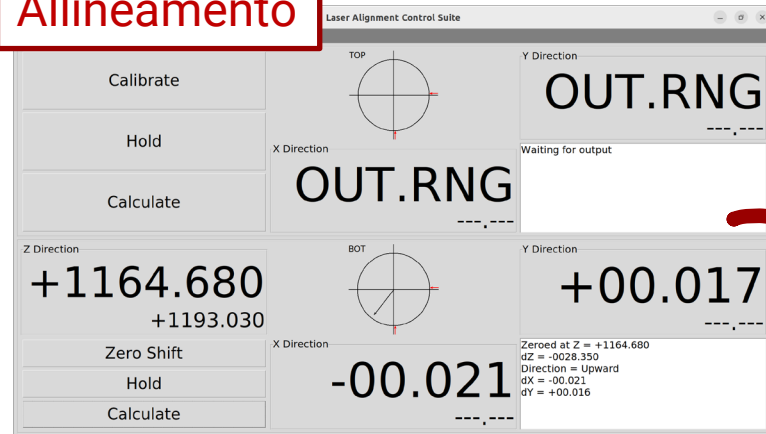 Allineamento
Laser Alignment Control Suite
Calibrate
Hold
Calculate
TOP
X Direction
OUT.RNG
---.---
Y Direction
OUT.RNG
---.---
Waiting for output
Z Direction
+1164.680
+1193.030
Zero Shift
Hold
Calculate
BOT
X Direction
-00.021
---.---
Y Direction
+00.017
---.---
Zeroed at Z = +1164.680
dZ = -0028.350
Direction = Upward
dX = -00.021
dY = +00.016